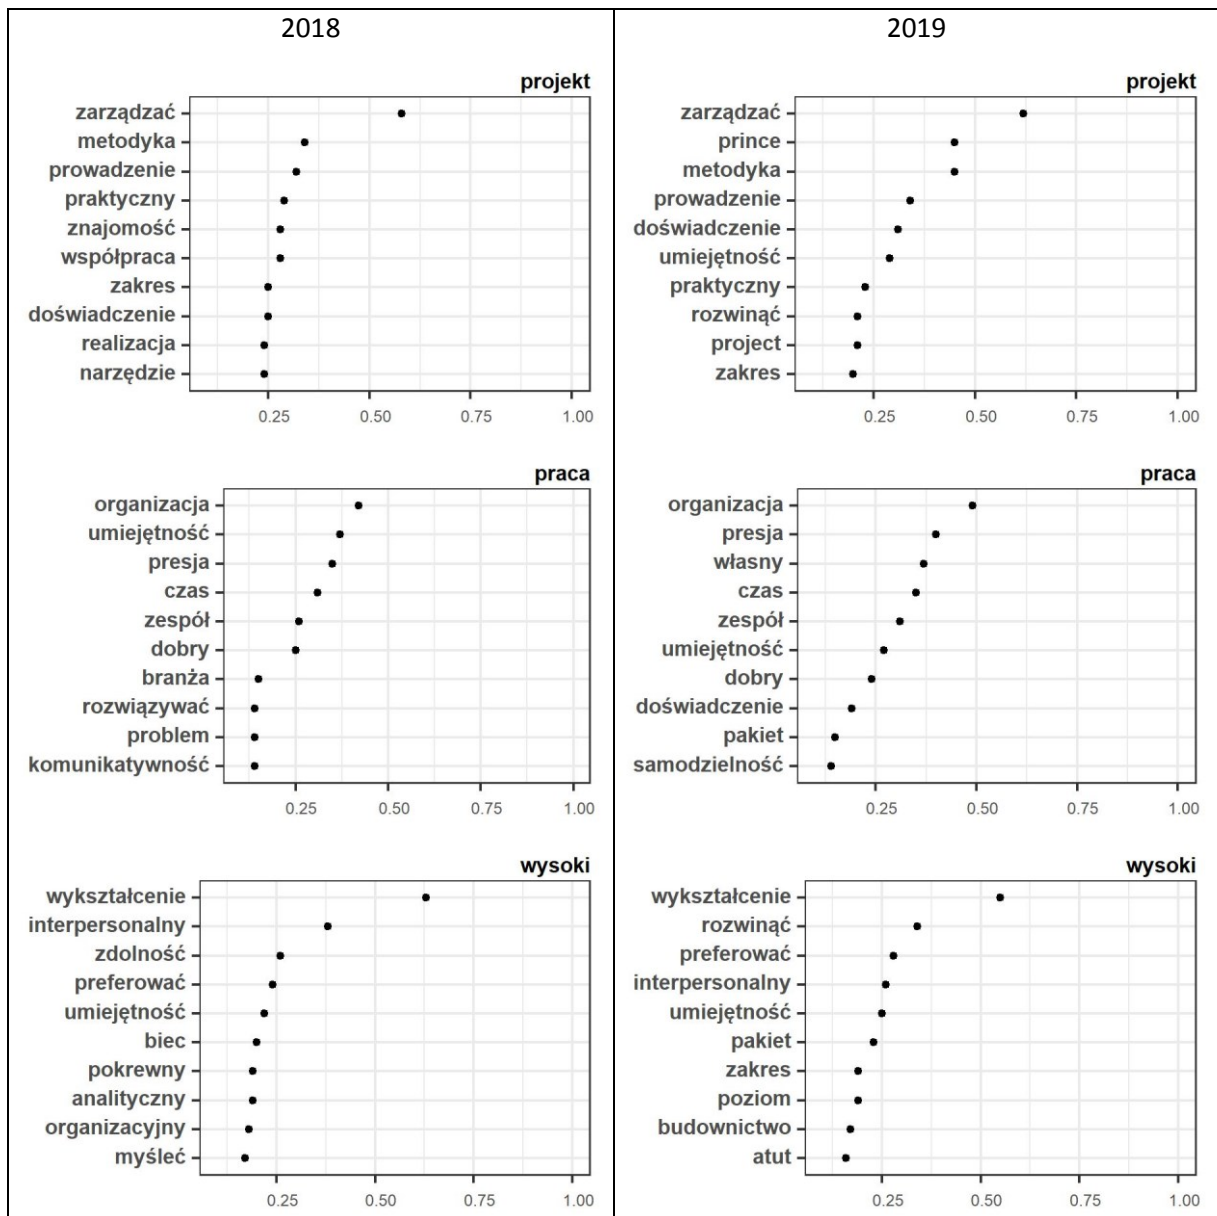 2018
projekt
zarządzać
metodyka
prowadzenie
praktyczny
znajomość
współpraca
zakres
doświadczenie
realizacja
narzędzie
0.25 0.50 0.75 1.00
praca
organizacja
umiejętność
presja
czas
zespół
dobry
branża
rozwiązywać
problem
komunikatywność
0.25 0.50 0.75 1.00
wysoki
wykształcenie
interpersonalny
zdolność
preferować
umiejętność
biec
pokrewny
analityczny
organizacyjny
myśleć
0.25 0.50 0.75 1.00
2019
projekt
zarządzać
prince
metodyka
prowadzenie
doświadczenie
umiejętność
praktyczny
rozwinąć
project
zakres
0.25 0.50 0.75 1.00
praca
organizacja
presja
własny
czas
zespół
umiejętność
dobry
doświadczenie
pakiet
samodzielność
0.25 0.50 0.75 1.00
wysoki
wykształcenie
rozwinąć
preferować
interpersonalny
umiejętność
pakiet
zakres
poziom
budownictwo
atut
0.25 0.50 0.75 1.00